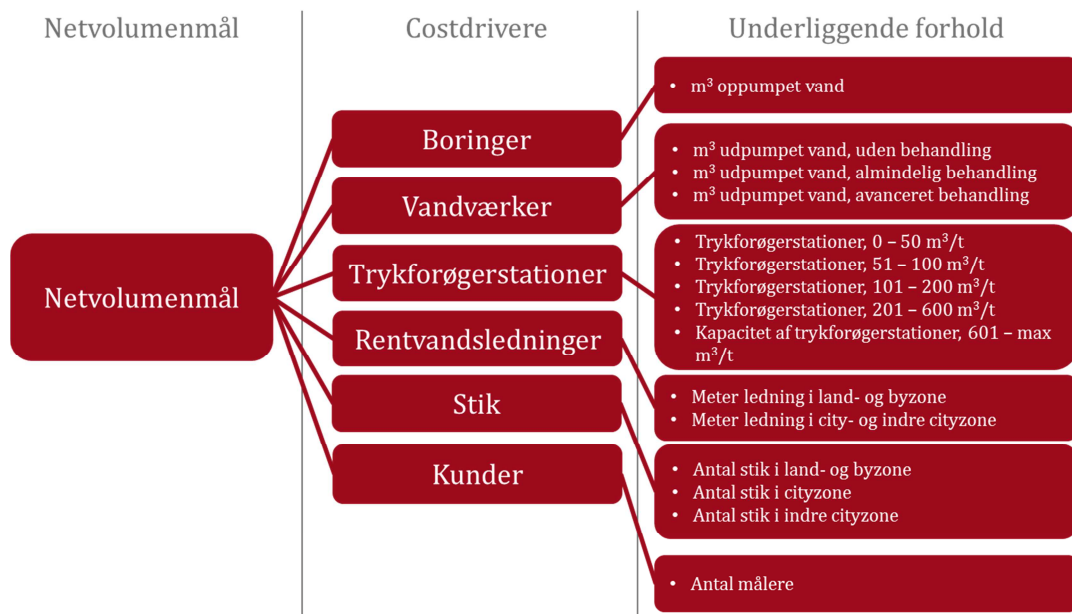 Netvolumenmål
Costdrivere
Underliggende forhold
Netvolumenmål
Boringer
Vandværker
Trykforøgerstationer
Rentvandsledninger
Stik
Kunder
• m³ oppumpet vand
• m³ udpumpet vand, uden behandling
• m³ udpumpet vand, almindelig behandling
• m³ udpumpet vand, avanceret behandling
• Trykforøgerstationer, 0 – 50 m³/t
• Trykforøgerstationer, 51 – 100 m³/t
• Trykforøgerstationer, 101 – 200 m³/t
• Trykforøgerstationer, 201 – 600 m³/t
• Kapacitet af trykforøgerstationer, 601 – max
m³/t
• Meter ledning i land- og byzone
• Meter ledning i city- og indre cityzone
• Antal stik i land- og byzone
• Antal stik i cityzone
• Antal stik i indre cityzone
• Antal målere